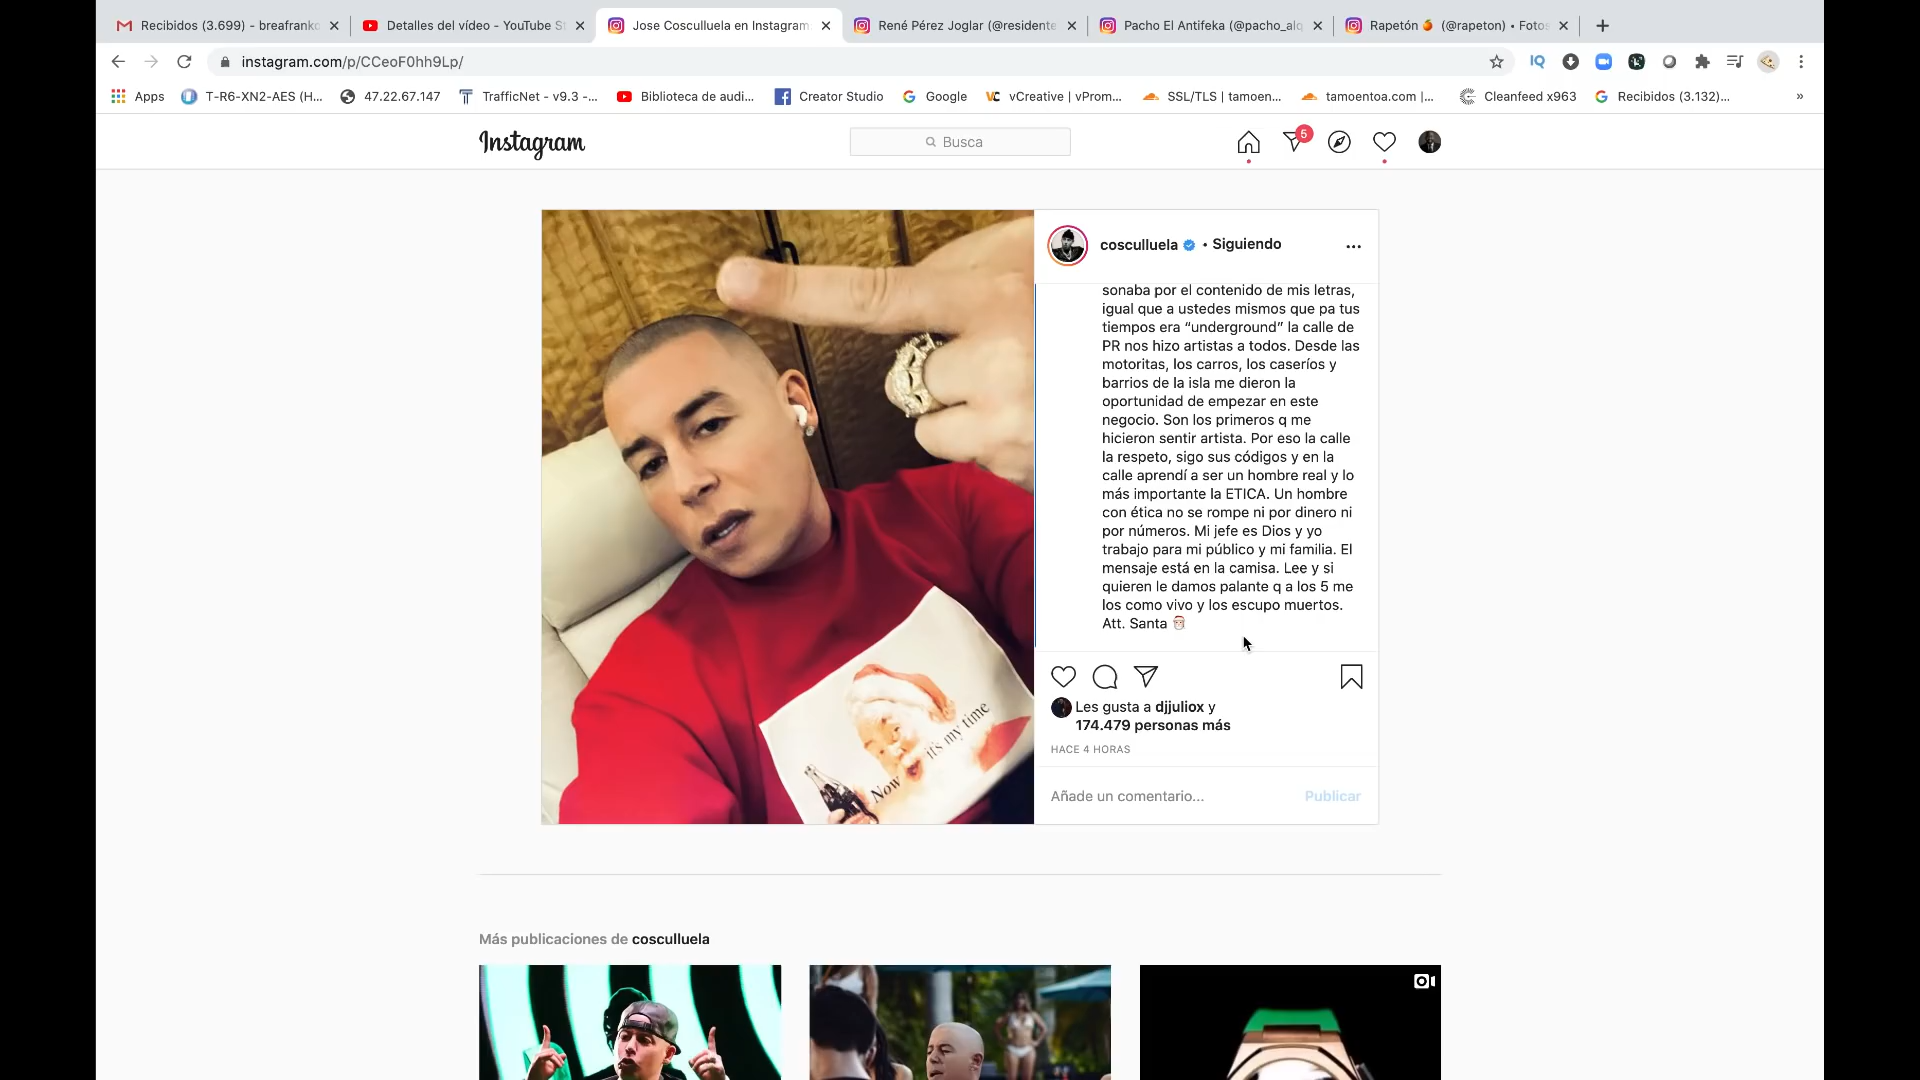 Recibidos (3.699) - breafranko
Detalles del vídeo - YouTube St
Jose Cosculluela en Instagram
René Pérez Joglar (@residente
Pacho El Antifeka (@pacho_alq
Rapetón 🍊 (@rapeton) • Fotos
instagram.com/p/CCeoF0hh9Lp/
IQ
Apps
T-R6-XN2-AES (H...
47.22.67.147
TrafficNet - v9.3 -...
Biblioteca de audi...
Creator Studio
Google
vCreative | vProm...
SSL/TLS | tamoen...
tamoentoa.com |...
Cleanfeed x963
Recibidos (3.132)...
»
Instagram
Busca
5
cosculluela • Siguiendo
sonaba por el contenido de mis letras,
igual que a ustedes mismos que pa tus
tiempos era “underground” la calle de
PR nos hizo artistas a todos. Desde las
motoritas, los carros, los caseríos y
barrios de la isla me dieron la
oportunidad de empezar en este
negocio. Son los primeros q me
hicieron sentir artista. Por eso la calle
la respeto, sigo sus códigos y en la
calle aprendí a ser un hombre real y lo
más importante la ETICA. Un hombre
con ética no se rompe ni por dinero ni
por números. Mi jefe es Dios y yo
trabajo para mi público y mi familia. El
mensaje está en la camisa. Lee y si
quieren le damos palante q a los 5 me
los como vivo y los escupo muertos.
Att. Santa 🎅🏻
Les gusta a djjuliox y
174.479 personas más
HACE 4 HORAS
Añade un comentario...
Publicar
Now it's my time
Más publicaciones de cosculluela